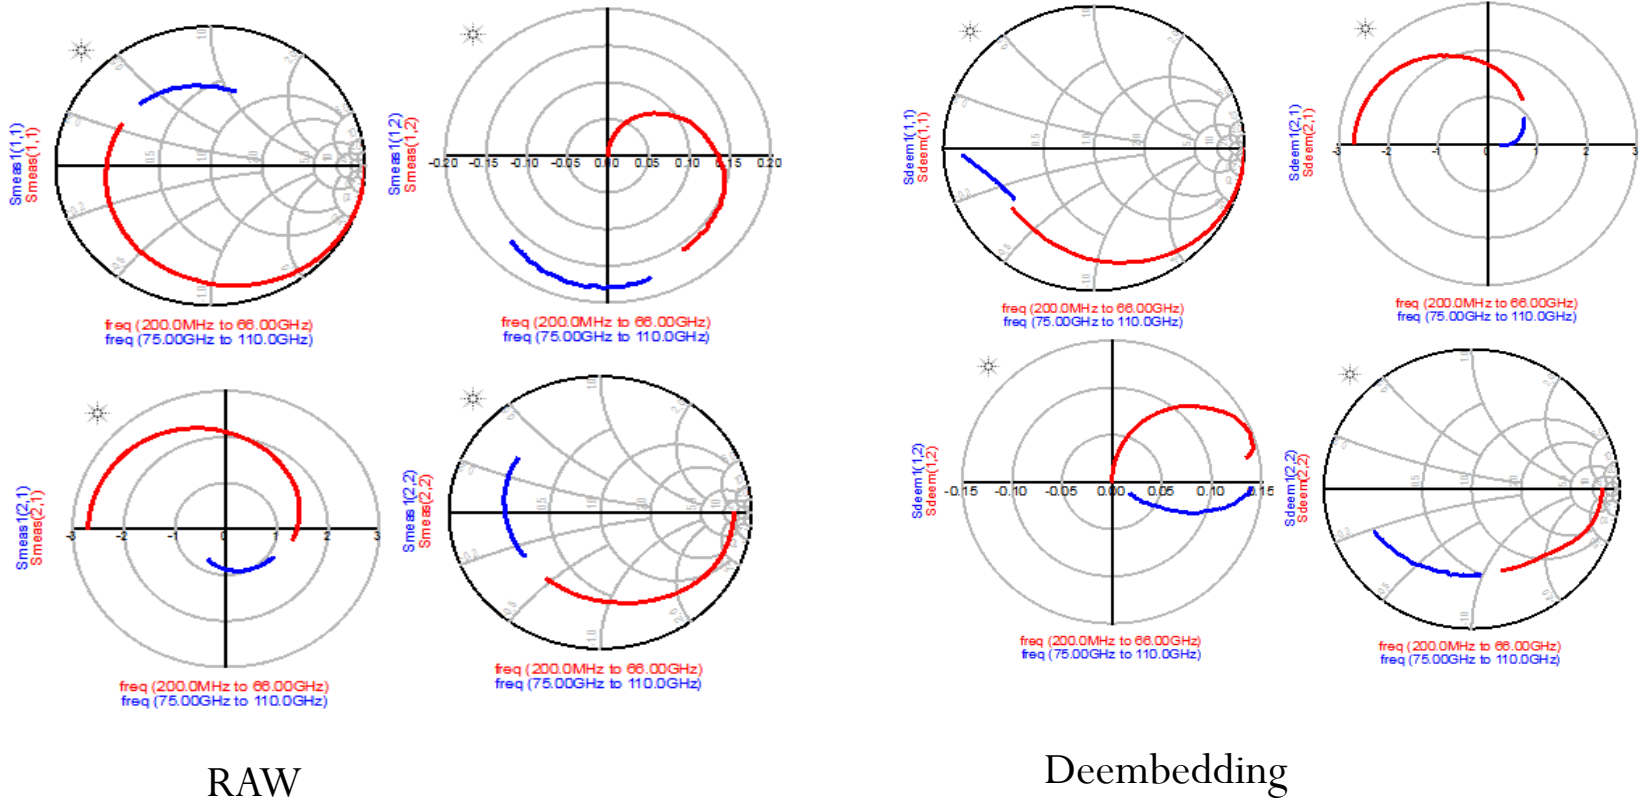 Smeas1(1,1)
Smeas(1,1)
freq (200.0MHz to 66.00GHz)
freq (75.00GHz to 110.0GHz)
Smeas1(1,2)
Smeas(1,2)
-0.20 -0.15 -0.10 -0.05 0.00 0.05 0.10 0.15 0.20
freq (200.0MHz to 66.00GHz)
freq (75.00GHz to 110.0GHz)
Sdeem1(1,1)
Sdeem(1,1)
freq (200.0MHz to 66.00GHz)
freq (75.00GHz to 110.0GHz)
Sdeem1(2,1)
Sdeem(2,1)
-3 -2 -1 0 1 2 3
freq (200.0MHz to 66.00GHz)
freq (75.00GHz to 110.0GHz)
Smeas1(2,1)
Smeas(2,1)
-3 -2 -1 0 1 2 3
freq (200.0MHz to 66.00GHz)
freq (75.00GHz to 110.0GHz)
Smeas1(2,2)
Smeas(2,2)
freq (200.0MHz to 66.00GHz)
freq (75.00GHz to 110.0GHz)
Sdeem1(1,2)
Sdeem(1,2)
-0.15 -0.10 -0.05 0.00 0.05 0.10 0.15
freq (200.0MHz to 66.00GHz)
freq (75.00GHz to 110.0GHz)
Sdeem1(2,2)
Sdeem(2,2)
freq (200.0MHz to 66.00GHz)
freq (75.00GHz to 110.0GHz)
RAW
Deembedding